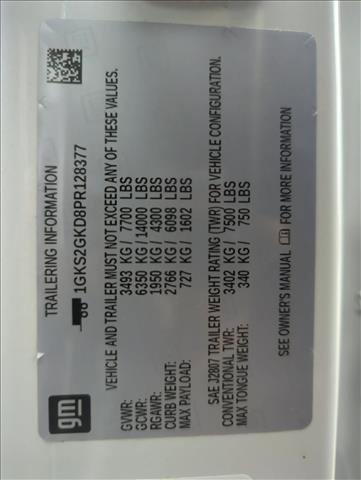 gm
TRAILERING INFORMATION
1GKS2GKD8PR128377
VEHICLE AND TRAILER MUST NOT EXCEED ANY OF THESE VALUES.
GVWR: 3493 KG / 7700 LBS
GCWR: 6350 KG / 14000 LBS
RGAWR: 1950 KG / 4300 LBS
CURB WEIGHT: 2766 KG / 6098 LBS
MAX PAYLOAD: 727 KG / 1602 LBS
SAE J2807 TRAILER WEIGHT RATING (TWR) FOR VEHICLE CONFIGURATION.
CONVENTIONAL TWR: 3402 KG / 7500 LBS
MAX TONGUE WEIGHT: 340 KG / 750 LBS
SEE OWNER'S MANUAL FOR MORE INFORMATION